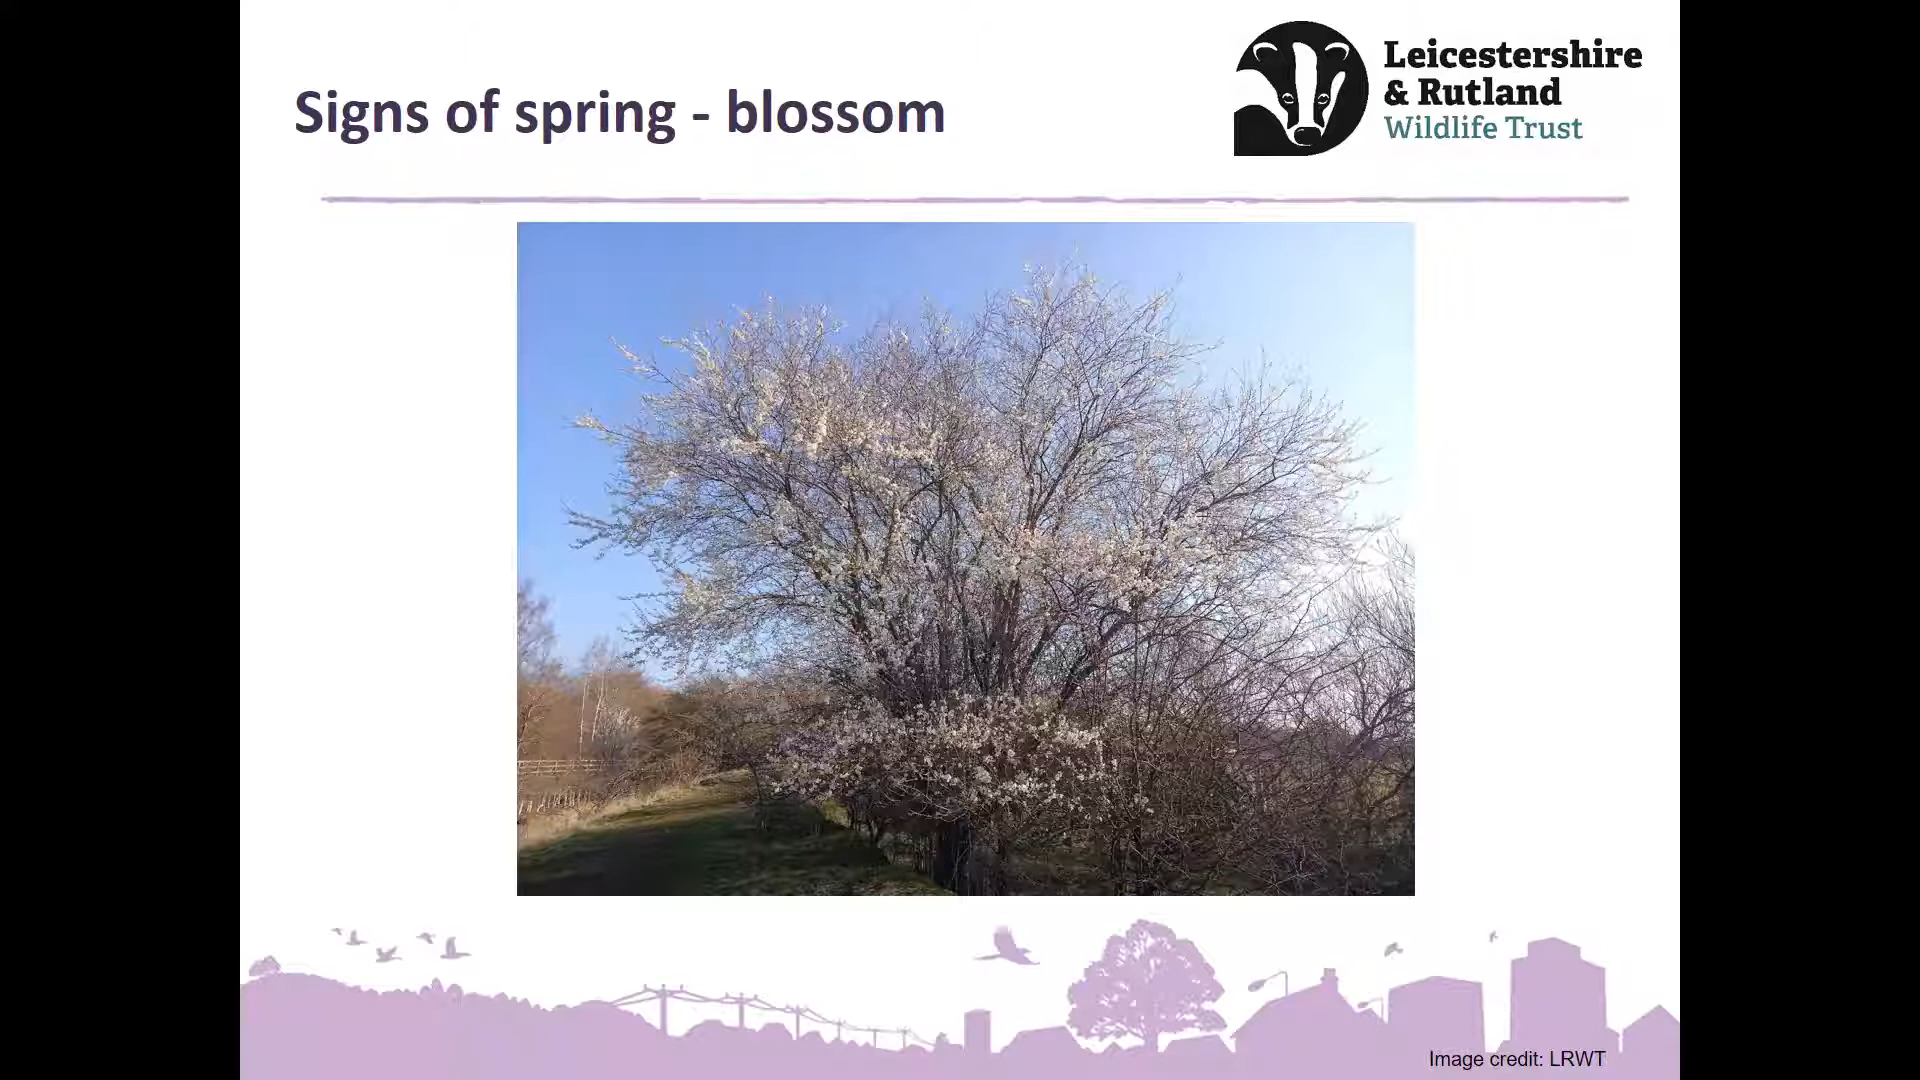 Signs of spring - blossom
Leicestershire
& Rutland
Wildlife Trust
Image credit: LRWT